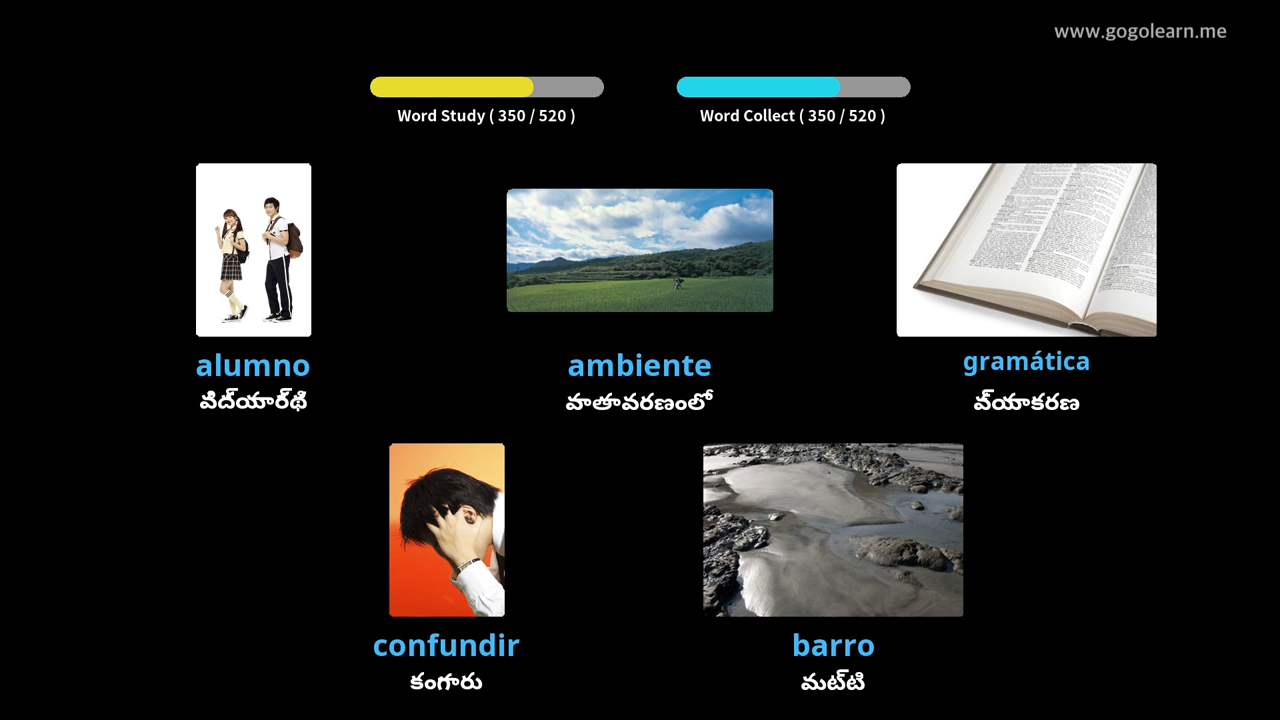 www.gogolearn.me
Word Study ( 350 / 520 )
Word Collect ( 350 / 520 )
alumno
విద్యార్థి
ambiente
వాతావరణంలో
gramática
వ్యాకరణ
confundir
కంగారు
barro
మట్టి